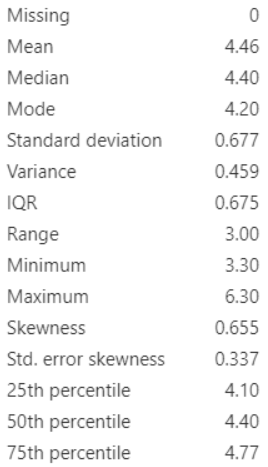 Missing 0
Mean 4.46
Median 4.40
Mode 4.20
Standard deviation 0.677
Variance 0.459
IQR 0.675
Range 3.00
Minimum 3.30
Maximum 6.30
Skewness 0.655
Std. error skewness 0.337
25th percentile 4.10
50th percentile 4.40
75th percentile 4.77